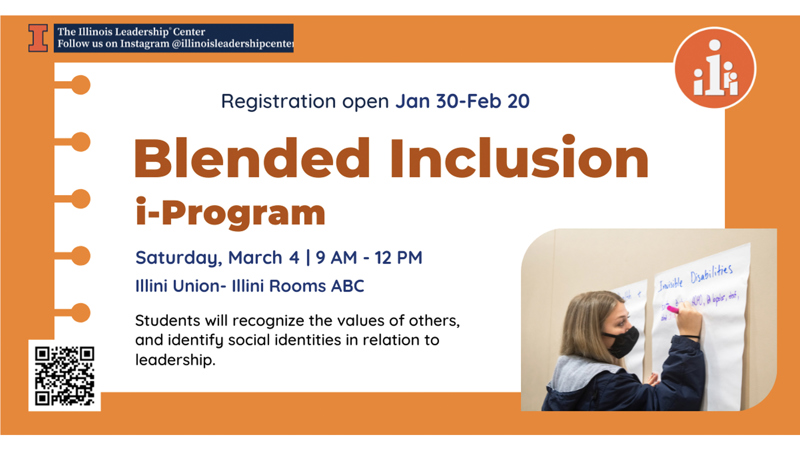 The Illinois Leadership® Center
Follow us on Instagram @illinoisleadershipcenter
Registration open Jan 30-Feb 20
Blended Inclusion
i-Program
Saturday, March 4 | 9 AM - 12 PM
Illini Union- Illini Rooms ABC
Students will recognize the values of others,
and identify social identities in relation to
leadership.
Invisible Disabilities